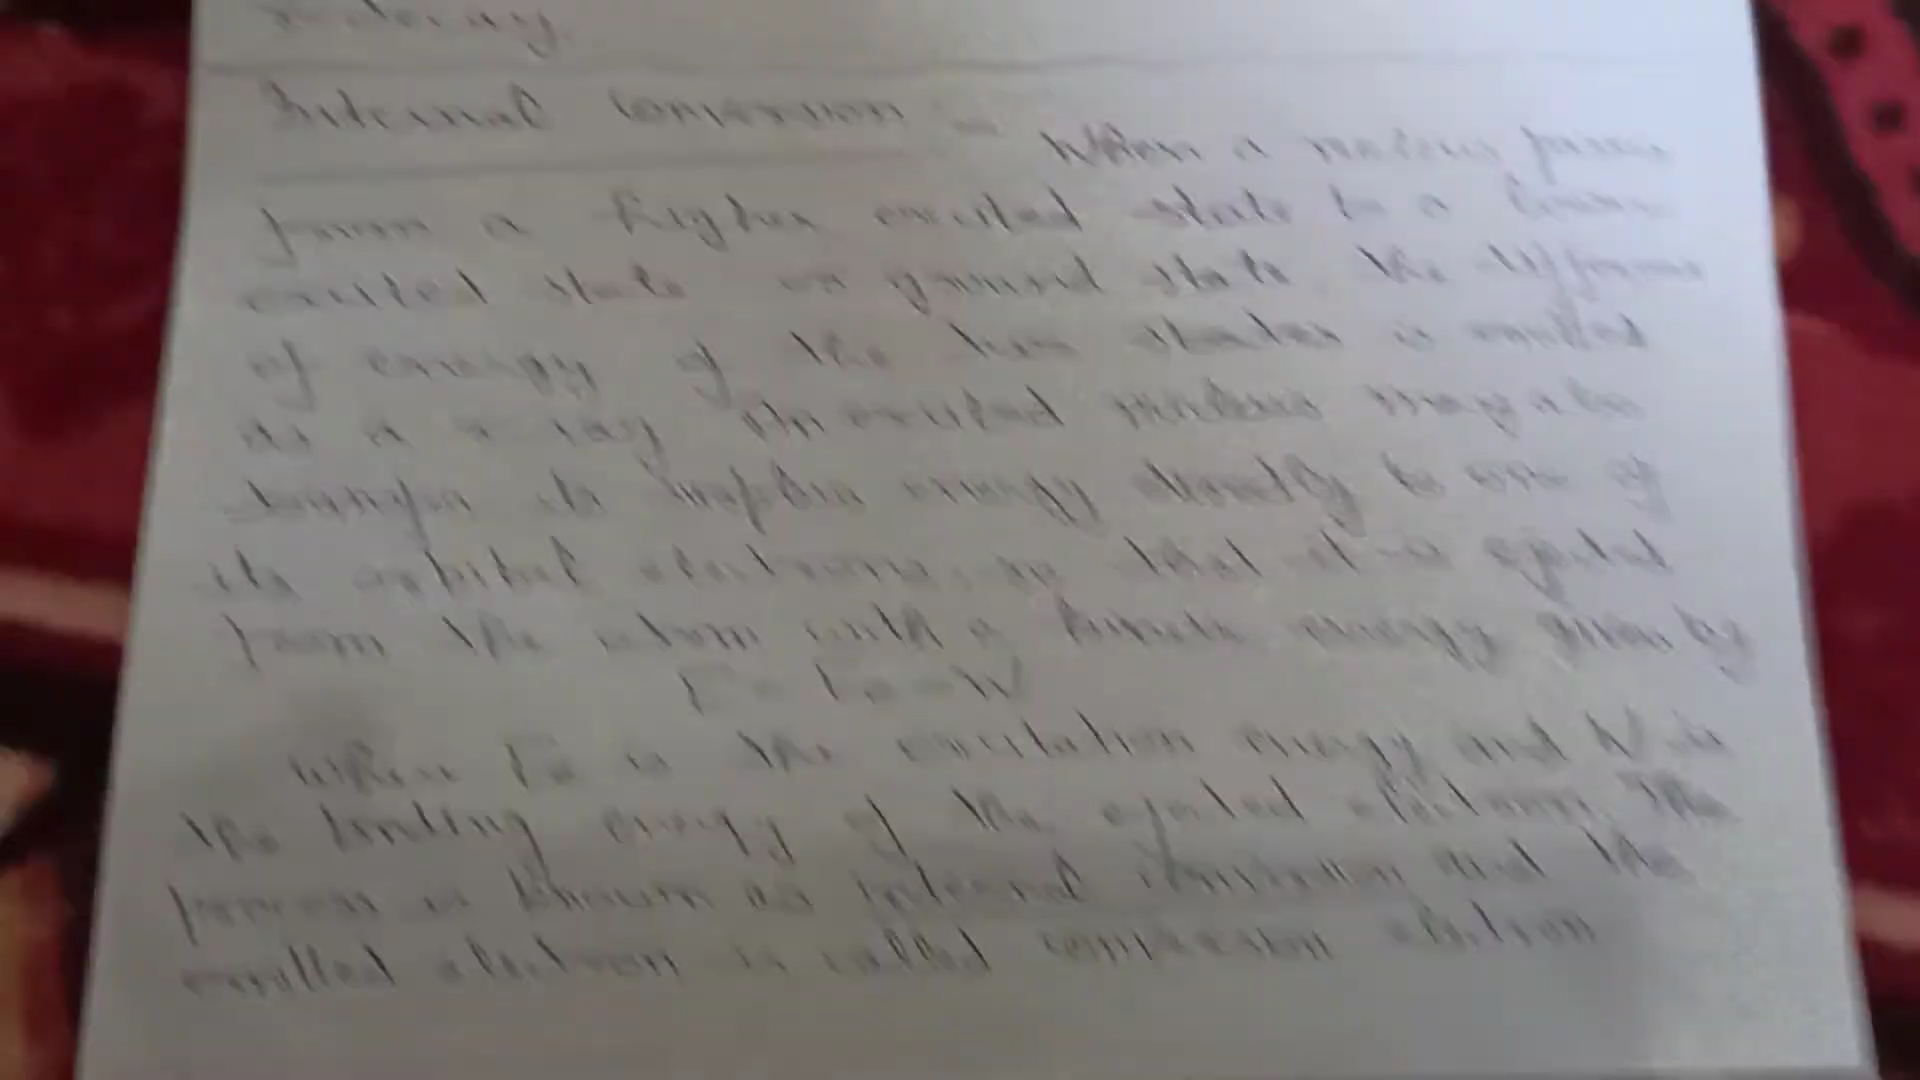 Internal conversion - When a nucleus passes
from a higher excited state to a lower
excited state or ground state, the difference
of energy of the two states is emitted
as a γ-ray. An excited nucleus may also
transfer its surplus energy directly to one of
its orbital electrons, so that it is ejected
from the atom with a kinetic energy given by
E = E₀ - W
where E₀ is the excitation energy and W is
the binding energy of the ejected electron. The
process is known as internal conversion and the
emitted electron is called conversion electron